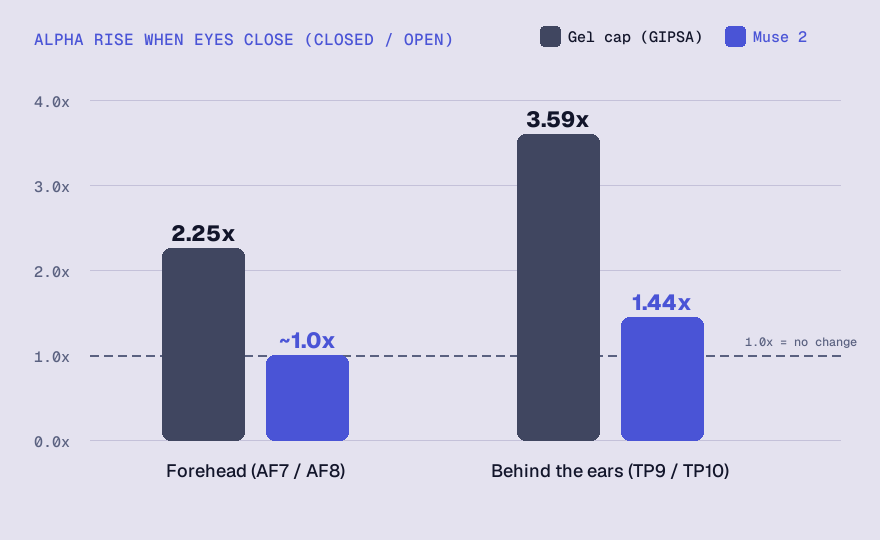 ALPHA RISE WHEN EYES CLOSE (CLOSED / OPEN)
Gel cap (GIPSA)
Muse 2
4.0x
3.0x
2.0x
1.0x
0.0x
2.25x
~1.0x
3.59x
1.44x
1.0x = no change
Forehead (AF7 / AF8)
Behind the ears (TP9 / TP10)